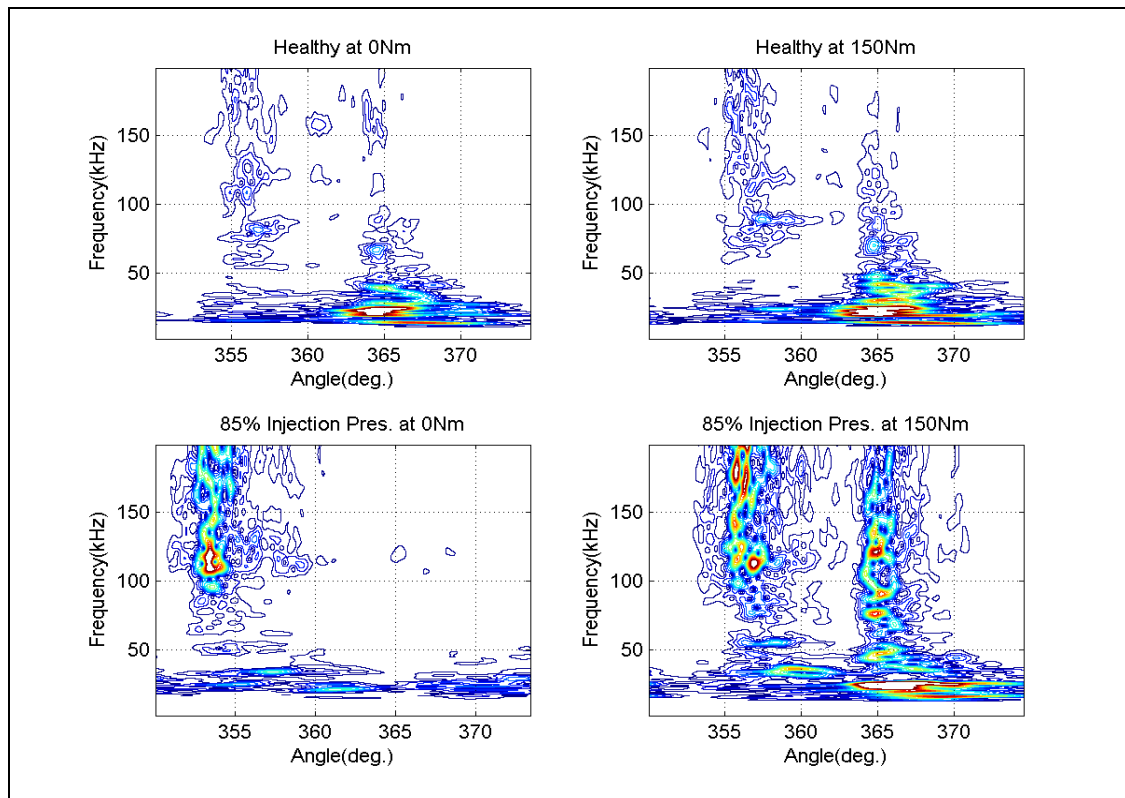 Healthy at 0Nm
Frequency(kHz)
150
100
50
355 360 365 370
Angle(deg.)
Healthy at 150Nm
Frequency(kHz)
150
100
50
355 360 365 370
Angle(deg.)
85% Injection Pres. at 0Nm
Frequency(kHz)
150
100
50
355 360 365 370
Angle(deg.)
85% Injection Pres. at 150Nm
Frequency(kHz)
150
100
50
355 360 365 370
Angle(deg.)